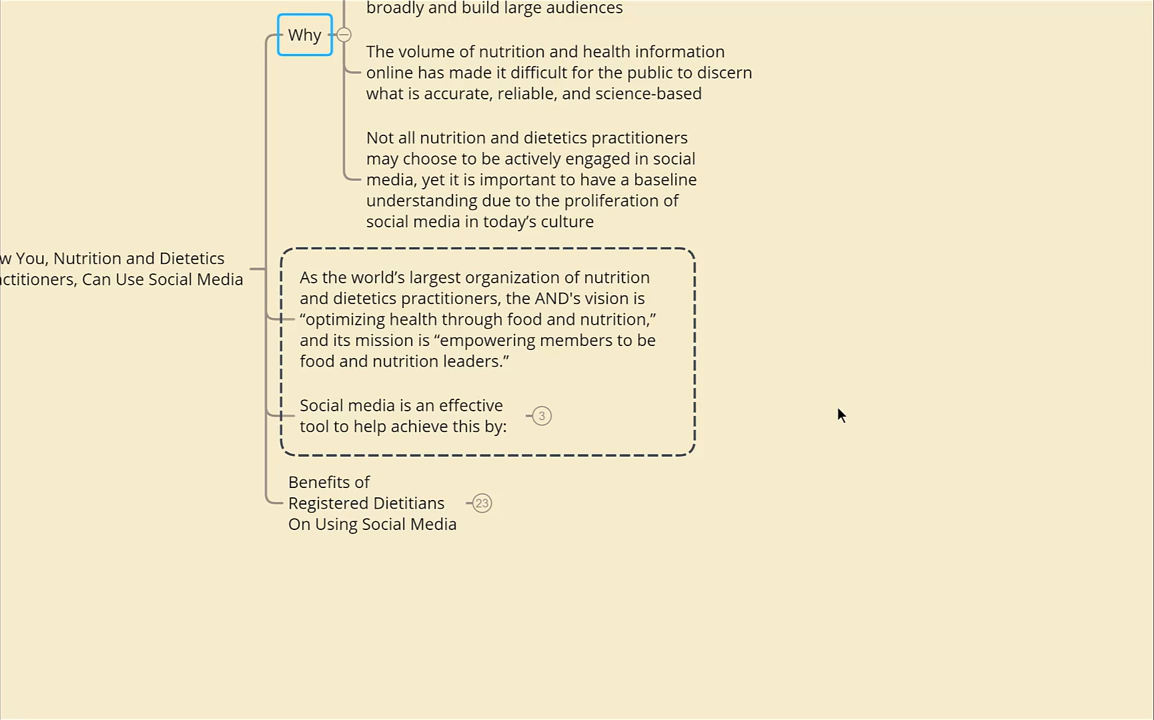 broadly and build large audiences
Why
The volume of nutrition and health information
online has made it difficult for the public to discern
what is accurate, reliable, and science-based
Not all nutrition and dietetics practitioners
may choose to be actively engaged in social
media, yet it is important to have a baseline
understanding due to the proliferation of
social media in today’s culture
You, Nutrition and Dietetics
Can Use Social Media
As the world’s largest organization of nutrition
and dietetics practitioners, the AND's vision is
“optimizing health through food and nutrition,”
and its mission is “empowering members to be
food and nutrition leaders.”
Social media is an effective
tool to help achieve this by:
3
Benefits of
Registered Dietitians
On Using Social Media
23